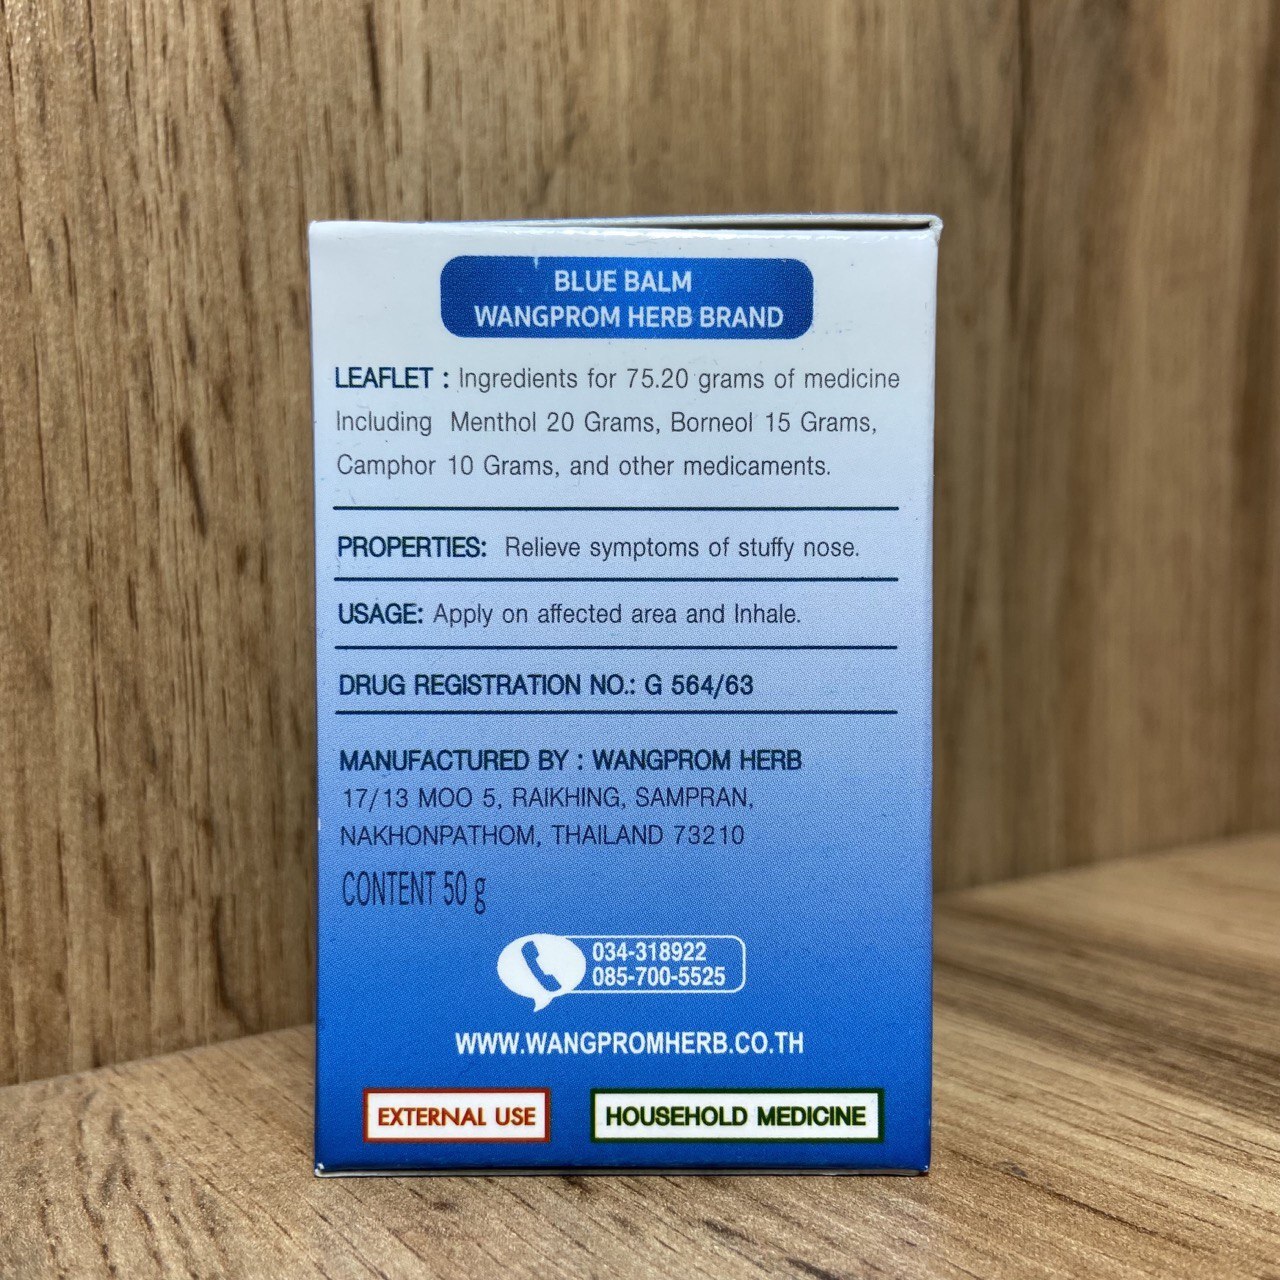 BLUE BALM
WANGPROM HERB BRAND
LEAFLET : Ingredients for 75.20 grams of medicine
Including Menthol 20 Grams, Borneol 15 Grams,
Camphor 10 Grams, and other medicaments.
PROPERTIES: Relieve symptoms of stuffy nose.
USAGE: Apply on affected area and Inhale.
DRUG REGISTRATION NO.: G 564/63
MANUFACTURED BY : WANGPROM HERB
17/13 MOO 5, RAIKHING, SAMPRAN,
NAKHONPATHOM, THAILAND 73210
CONTENT 50 g
034-318922
085-700-5525
WWW.WANGPROMHERB.CO.TH
EXTERNAL USE
HOUSEHOLD MEDICINE